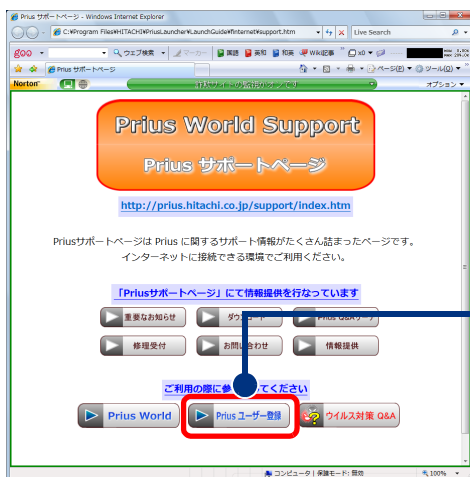 Prius サポートページ - Windows Internet Explorer
C:¥Program Files¥HITACHI¥PriusLauncher¥LaunchGuide¥finternet¥support.htm
Live Search
goo
ウェブ検索
マーカー
国語
英和
和英
Wiki記事
x0
Prius サポートページ
ページ(P)
ツール(O)
Norton
オプション
Prius World Support
Prius サポートページ
http://prius.hitachi.co.jp/support/index.htm
Priusサポートページは Prius に関するサポート情報がたくさん詰まったページです。
インターネットに接続できる環境でご利用ください。
「Priusサポートページ」にて情報提供を行なっています
重要なお知らせ
修理受付
お問い合わせ
情報提供
ご利用の際に参 してください
Prius World
Prius ユーザー登録
ウイルス対策 Q&A
コンピュータ | 保護モード: 無効
100%